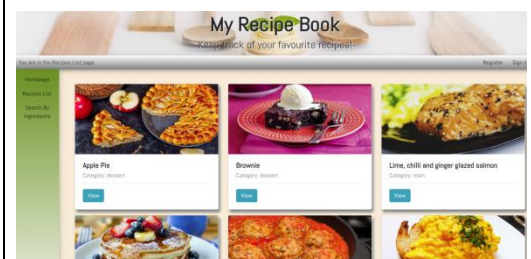 My Recipe Book
Keep track of your favourite recipes!
You are in the Recipes List page
Register Sign I
Homepage
Recipes List
Search By
Ingredients
Apple Pie
Category: dessert
View
Brownie
Category: dessert
View
Lime, chilli and ginger glazed salmon
Category: main
View